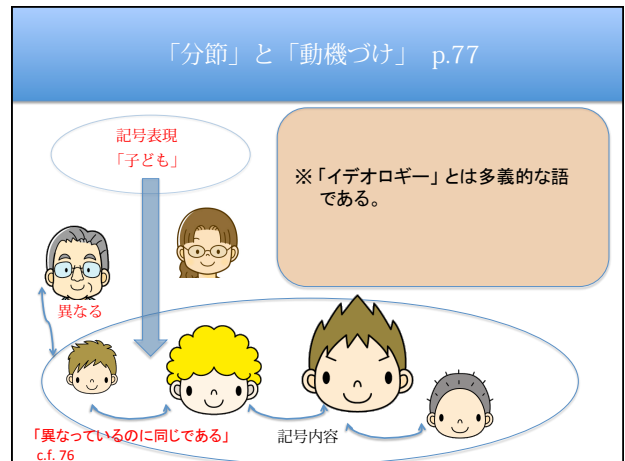 「分節」と「動機づけ」 p.77
記号表現
「子ども」
※「イデオロギー」とは多義的な語
である。
異なる
「異なっているのに同じである」
c.f. 76
記号内容